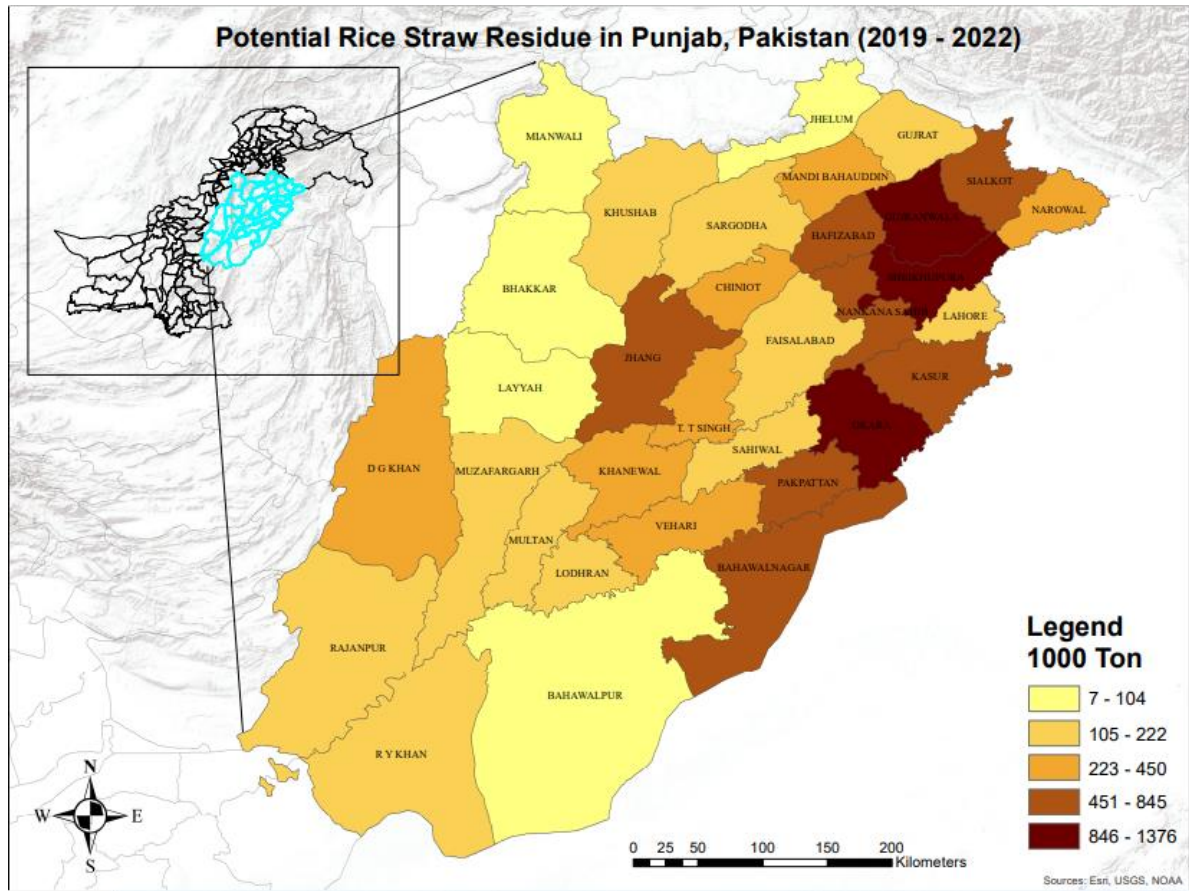 Potential Rice Straw Residue in Punjab, Pakistan (2019 - 2022)
MIANWALI
JHELUM
GUJRAT
MANDI BAHAUDDIN
SIALKOT
KHUSHAB
GUJRANWALA
NAROWAL
SARGODHA
HAFIZABAD
BHAKKAR
SHEIKHUPURA
CHINIOT
NANKANA SAHIB
LAHORE
FAISALABAD
JHANG
KASUR
LAYYAH
OKARA
T. T SINGH
SAHIWAL
D G KHAN
MUZAFARGARH
KHANEWAL
PAKPATTAN
VEHARI
MULTAN
BAHAWALNAGAR
LODHRAN
RAJANPUR
BAHAWALPUR
R Y KHAN
Legend
1000 Ton
7 - 104
105 - 222
223 - 450
451 - 845
846 - 1376
N
W E
S
0 25 50 100 150 200
Kilometers
Sources: Esri, USGS, NOAA